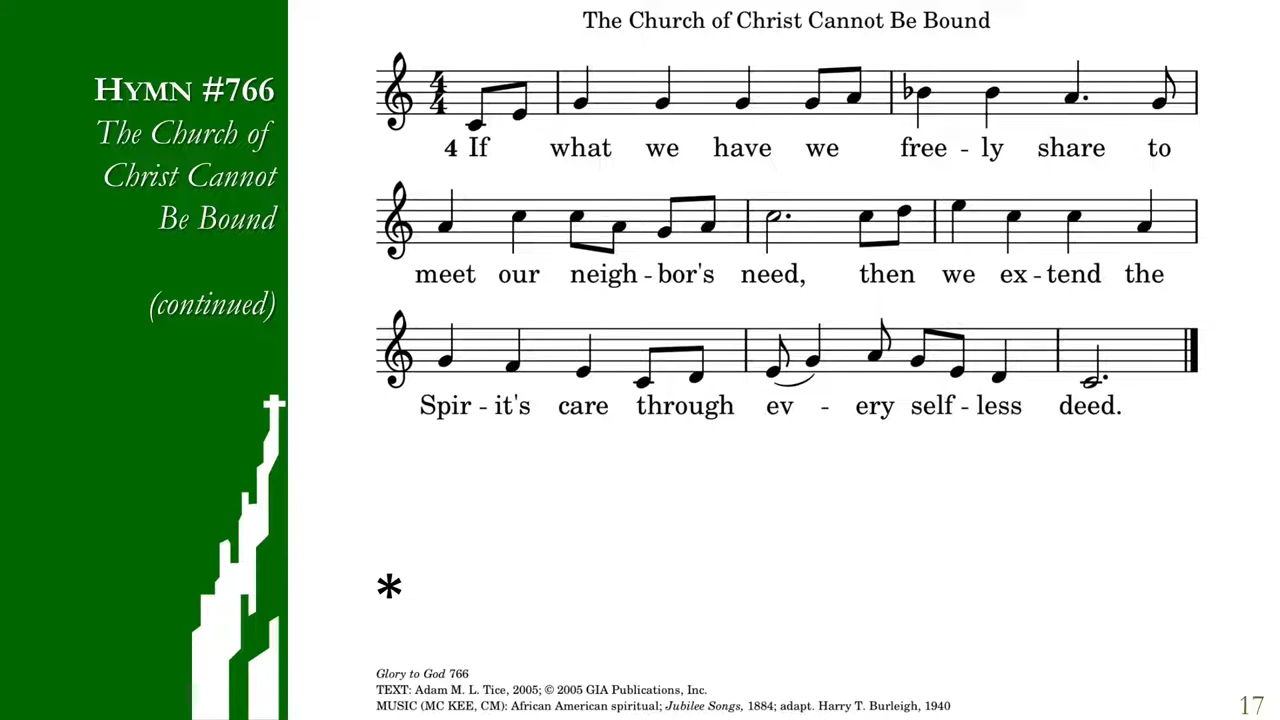 HYMN #766
The Church of
Christ Cannot
Be Bound
(continued)
The Church of Christ Cannot Be Bound
4 If what we have we free - ly share to
meet our neigh - bor's need, then we ex - tend the
Spir - it's care through ev - ery self - less deed.
*
Glory to God 766
TEXT: Adam M. L. Tice, 2005; © 2005 GIA Publications, Inc.
MUSIC (MC KEE, CM): African American spiritual; Jubilee Songs, 1884; adapt. Harry T. Burleigh, 1940
17